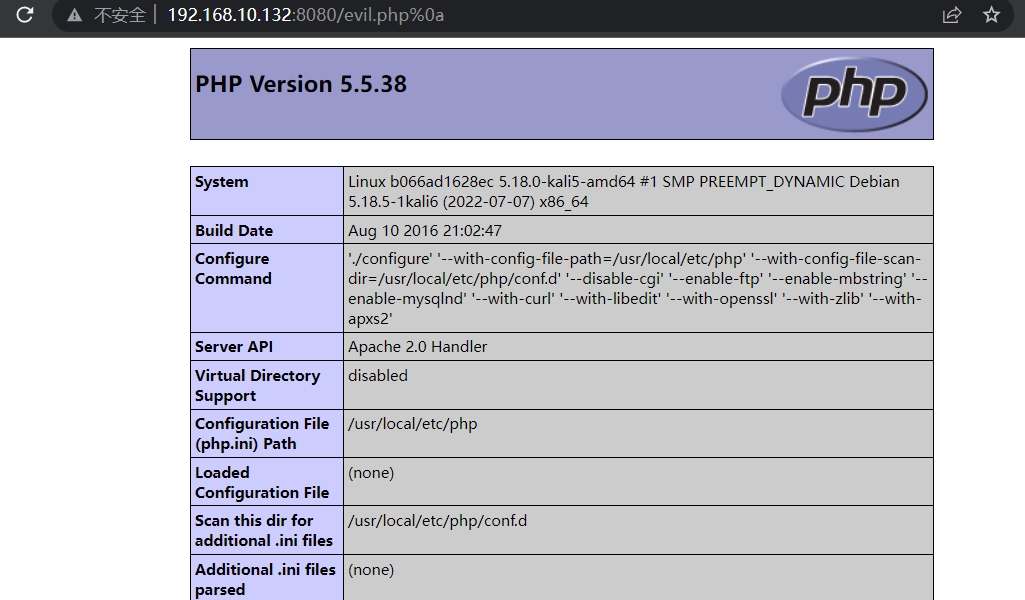 不安全 192.168.10.132:8080/evil.php%0a
PHP Version 5.5.38
php
System
Linux b066ad1628ec 5.18.0-kali5-amd64 #1 SMP PREEMPT_DYNAMIC Debian
5.18.5-1kali6 (2022-07-07) x86_64
Build Date
Aug 10 2016 21:02:47
Configure
Command
'./configure' '--with-config-file-path=/usr/local/etc/php' '--with-config-file-scan-
dir=/usr/local/etc/php/conf.d' '--disable-cgi' '--enable-ftp' '--enable-mbstring' '--
enable-mysqlnd' '--with-curl' '--with-libedit' '--with-openssl' '--with-zlib' '--with-
apxs2'
Server API
Apache 2.0 Handler
Virtual Directory
Support
disabled
Configuration File
(php.ini) Path
/usr/local/etc/php
Loaded
Configuration File
(none)
Scan this dir for
additional .ini files
/usr/local/etc/php/conf.d
Additional .ini files
parsed
(none)